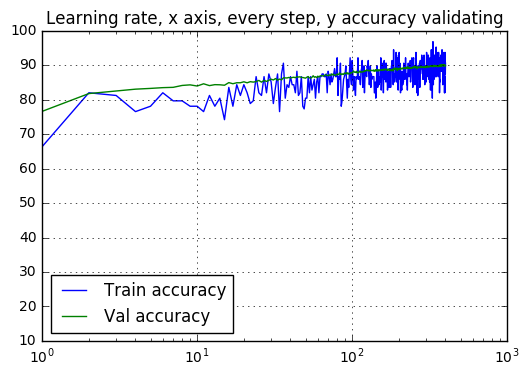 Learning rate, x axis, every step, y accuracy validating
100
90
80
70
60
50
40
30
20
10
Train accuracy
Val accuracy
10^0 10^1 10^2 10^3